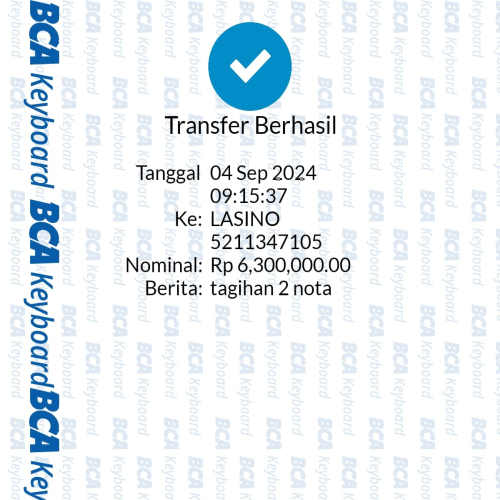 Transfer Berhasil
Tanggal 04 Sep 2024
09:15:37
Ke: LASINO
5211347105
Nominal: Rp 6,300,000.00
Berita: tagihan 2 nota
BCA Keyboard BCA Keyboard BCA Key